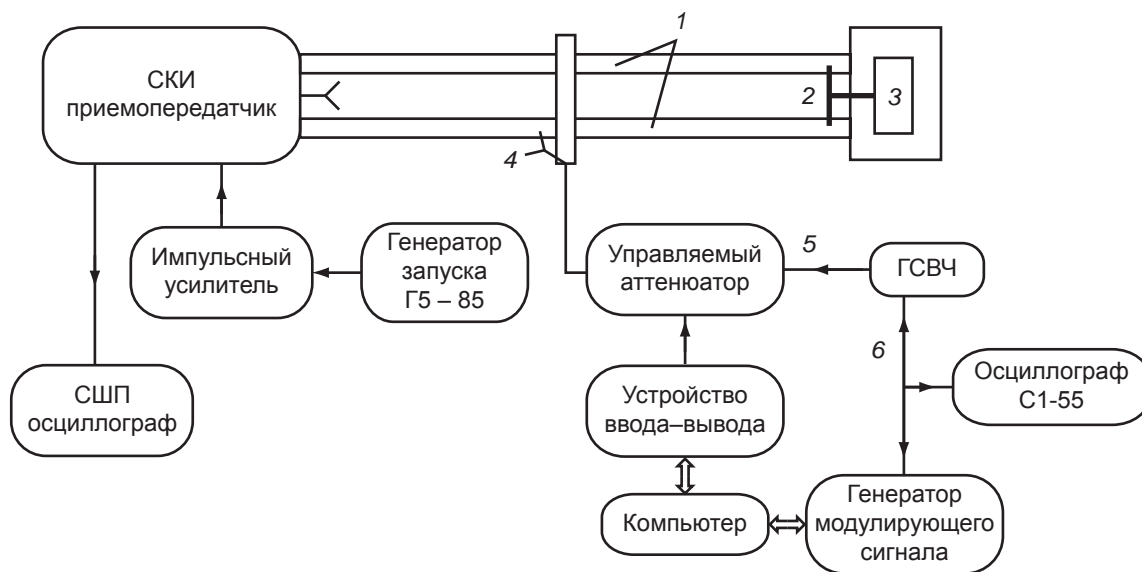 СКИ
приемопередатчик
1
2
3
4
Импульсный
усилитель
Генератор
запуска
Г5 – 85
Управляемый
аттенюатор
5
ГСВЧ
6
СШП
осциллограф
Устройство
ввода–вывода
Осциллограф
С1-55
Компьютер
Генератор
модулирующего
сигнала